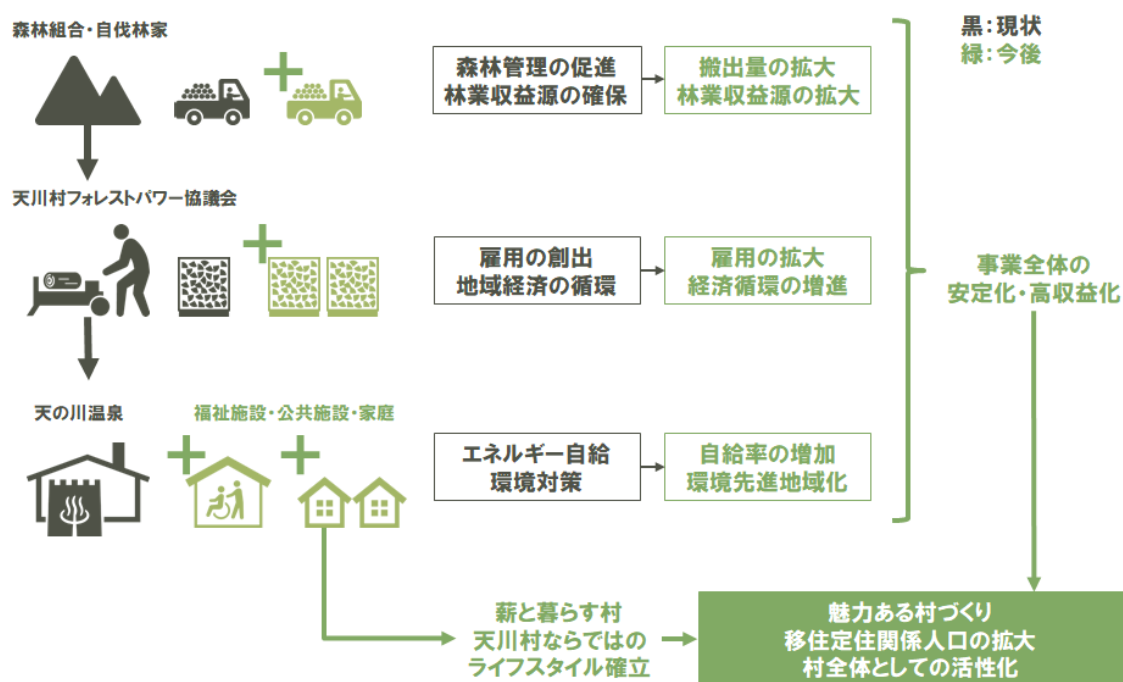 森林組合・自伐林家
黒：現状
緑：今後
森林管理の促進
林業収益源の確保
搬出量の拡大
林業収益源の拡大
天川村フォレストパワー協議会
雇用の創出
地域経済の循環
雇用の拡大
経済循環の増進
事業全体の
安定化・高収益化
天の川温泉
福祉施設・公共施設・家庭
エネルギー自給
環境対策
自給率の増加
環境先進地域化
薪と暮らす村
天川村ならではの
ライフスタイル確立
魅力ある村づくり
移住定住関係人口の拡大
村全体としての活性化